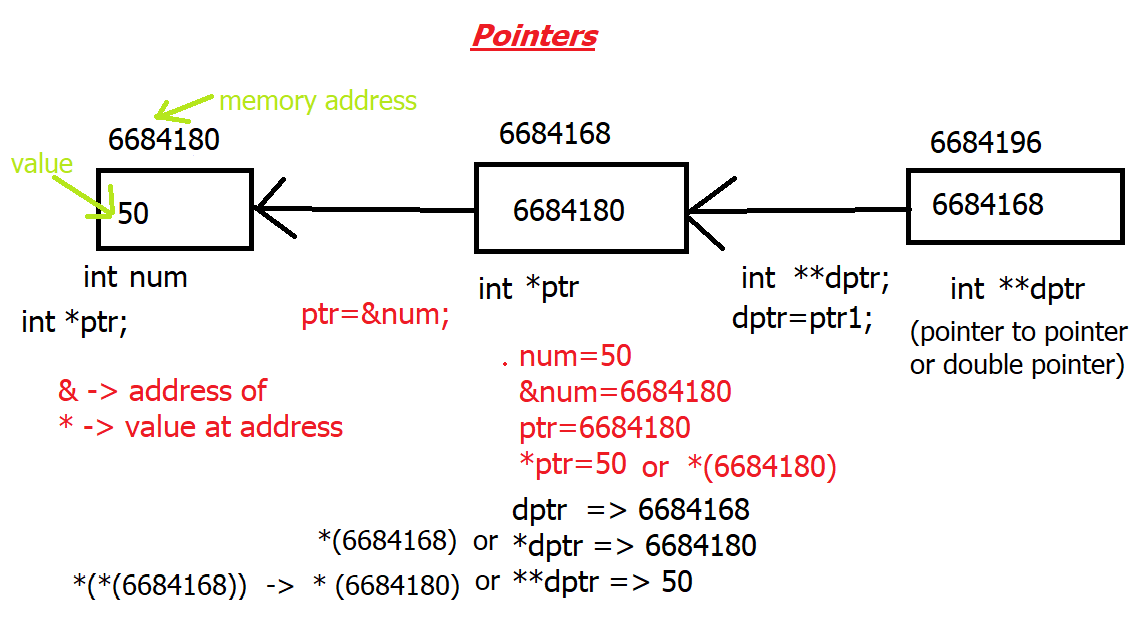 Pointers
memory address
6684180
6684168
6684196
value
50
6684180
6684168
int num
int *ptr
int **dptr;
int **dptr
int *ptr;
ptr=&num;
dptr=ptr1;
(pointer to pointer
or double pointer)
. num=50
&num=6684180
ptr=6684180
*ptr=50 or *(6684180)
& -> address of
* -> value at address
dptr => 6684168
*(6684168) or *dptr => 6684180
*(*(6684168)) -> * (6684180) or **dptr => 50